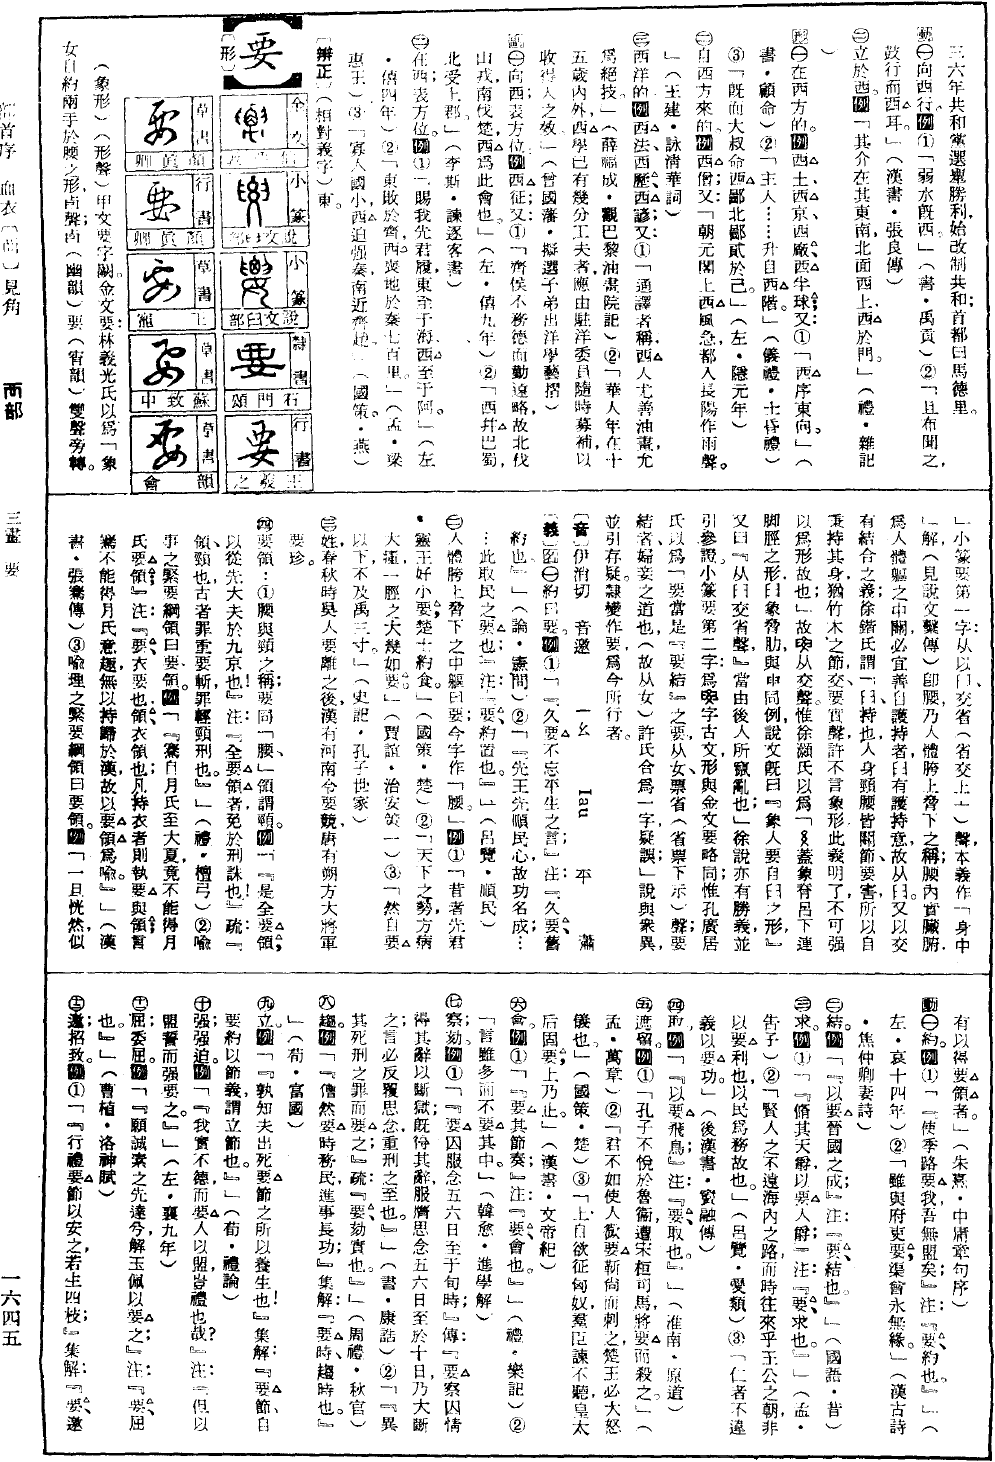 三六年共和黨選舉勝利,始改制共和;首都曰馬德里。
動㊀向西行。例①「弱水既西」(書・禹貢)②「且布聞之,
鼓行而西耳。」(漢書・張良傳)
㊁立於西。例「其介在其東南,北面西上,西於門。」(禮・雜記
)
㊀在西方的。例西土、西京、西廠、西半球;又:①「西序東向。」(
書・顧命)②「主人……升自西階。」(儀禮・士昏禮)
③「既而大叔命西鄙北鄙貳於己。」(左・隱元年)
㊁自西方來的。例西僧;又「朝元閣上西風急,都入長陽作雨聲。
」(王建・詠清華詞)
㊂西洋的。例西法、西曆、西諺;又:①「通譯者稱,西人尤善油畫,尤
爲絕技。」(薛福成・觀巴黎油畫院記)②「華人年在十
五歲內外,西學已有幾分工夫者,應由駐洋委員隨時募補,以
收得人之效。」(曾國藩・擬選子弟出洋學藝摺)
副㊀向西;表方位。例西征;又:①「齊侯不務德而勤遠略,故北伐
山戎,南伐楚,西爲此會也。」(左・僖九年)②「西幷巴蜀,
北受上郡。」(李斯・諫逐客書)
㊁在西;表方位。例①「賜我先君履,東至于海,西至于河。」(左
・僖四年)②「東敗於齊,西喪地於秦七百里。」(孟・梁
惠王)③「寡人國小,西迫强秦,南近齊趙。」(國策・燕)
〔辨正〕(相對義字)東。
【要】
〔形〕
金文
小篆
說文臼部
小篆
說文臼部
隸書
石門頌
行書
王羲之
草書
顏眞卿
行書
顏眞卿
草書
王寵
草書
蘇致中
草書
韻會
(象形)(形聲)甲文要字闕。金文要:林義光氏以爲「象
女自約兩手於腰之形,卤聲。卤(幽韻)要(宵韻)雙聲旁轉。
」小篆要第一字:从以臼,交省(省交上丨)聲,本義作「身中
」解(見說文繫傳)卽腰,乃人體胯上脅下之稱;腰內實臟腑,
爲人體軀之中關,必宜善自護持者;臼有護持意,故从臼。又以交
有結合之義,徐鍇氏謂「臼,持也,人身頸腰皆關節要害,所以自
秉持其身,猶竹木之節,交要實聲,許不言象形,此義明了,不可强
以爲形故也」故从交聲。惟徐灝氏以爲「蓋象脊呂下連
脚脛之形,臼象脅肋,與申同例。說文既曰『象人要自臼之形』
又曰『从臼交省聲』當由後人所竄亂也」徐說亦有勝義,並
引參證。小篆要第二字:爲字古文,形與金文要略同;惟孔廣居
氏以爲「要當是『要結』之要,从女,票省(省票下示)聲;要
結者,婦妾之道也,(故从女)許氏合爲一字,疑誤」說與衆異,
並引存疑。隸變作要,爲今所行者。
〔音〕伊消切 音邀 ㄧㄠ Iau 平 蕭
〔義〕名㊀約曰要。例①「『久要不忘平生之言』注:『久要,舊
約也』」(論・憲問)②「『先王先順民心,故功名成…
…此取民之要也』注:『要,約置也。』」(呂覽・順民)
㊁人體胯上脅下之中軀曰要;今字作「腰」。例①「昔者先君
・靈王好小要;楚士約食。」(國策・楚)②「天下之勢,方病
大瘇,一脛之大幾如要。」(賈誼・治安策一)③「然自要
以下,不及禹三寸。」(史記・孔子世家)
㊂姓;春秋時吳人要離之後,漢有河南令要競,唐有朔方大將軍
要珍。
㊃要領:①腰與頸之稱;要同「腰」,領謂頸。例「『是全要領,
以從先大夫於九京也!』注:『全要領者,免於刑誅也!』疏:『
領,頸也,古者罪重要斬,罪輕頸刑也。』」(禮・檀弓)②喻
事之緊要綱領曰要領。例「『騫自月氏至大夏,竟不能得月
氏要領』注:『要,衣要也;領,衣領也;凡持衣者則執要與領,言
騫不能得月氏意趣,無以持歸於漢,故以要領爲喩。』」(漢
書・張騫傳)③喩理之緊要綱領曰要領。例「一旦恍然似
有以得要領者。」(朱熹・中庸章句序)
動㊀約。例①「『使季路要我,吾無盟矣』注:『要,約也。』」(
左・哀十四年)②「雖與府吏要,渠會永無緣。」(漢古詩
・焦仲卿妻詩)
㊁結。例「『以要晉國之成』注:『要,結也』」(國語・晉)
㊂求。例①「『脩其天爵,以要人爵』注:『要,求也』」(孟・
告子)②「賢人之不遠海內之路,而時往來乎王公之朝,非
以要利也,以民爲務故也。」(呂覽・愛類)③「仁者不違
義以要功。」(後漢書・竇融傳)
㊃取。例「『以要飛鳥』注:『要,取也。』」(淮南・原道)
㊄遮留。例①「孔子不悅於魯衞,遭宋桓司馬,將要而殺之。」(
孟・萬章)②「君不如使人微要靳尚而刺之,楚王必大怒
儀也。」(國策・楚)③「上自欲征匈奴,羣臣諫,不聽;皇太
后固要上,乃止。」(漢書・文帝紀)
㊅會。例①「『要其節奏』注:『要,會也。』」(禮・樂記)②
「言雖多而不要其中。」(韓愈・進學解)
㊆察劾。例①「『要囚,服念五六日至于旬時』傳:『要察囚情,
得其辭以斷獄;既得其辭,服膺思念五六日,至於十日,乃大斷
之,言必反覆思念,重刑之至也。』」(書・康誥)②「『異
其死刑之罪而要之』疏:『要,劾實也。』」(周禮・秋官)
㊇趨。例「『僡然要時務民,進事長功』集解:『要時,趨時也。』
」(荀・富國)
㊈立。例「『孰知夫出死要節之所以養生也!』集解:『要節,自
要約以節義,謂立節也。』」(荀・禮論)
㊉强;强迫。例「『我實不德,而要人以盟,豈禮也哉?』注:『但以
盟誓而强要之。』」(左・襄九年)
屈;委屈。例「『願誠素之先達兮,解玉佩以要之』注:『要,屈
也。』」(曹植・洛神賦)
邀;招致。例①「『行禮要節以安之,若生四枝』集解:『要,邀
部首序 血衣〔襾〕見角
襾部
三畫 要
一六四五